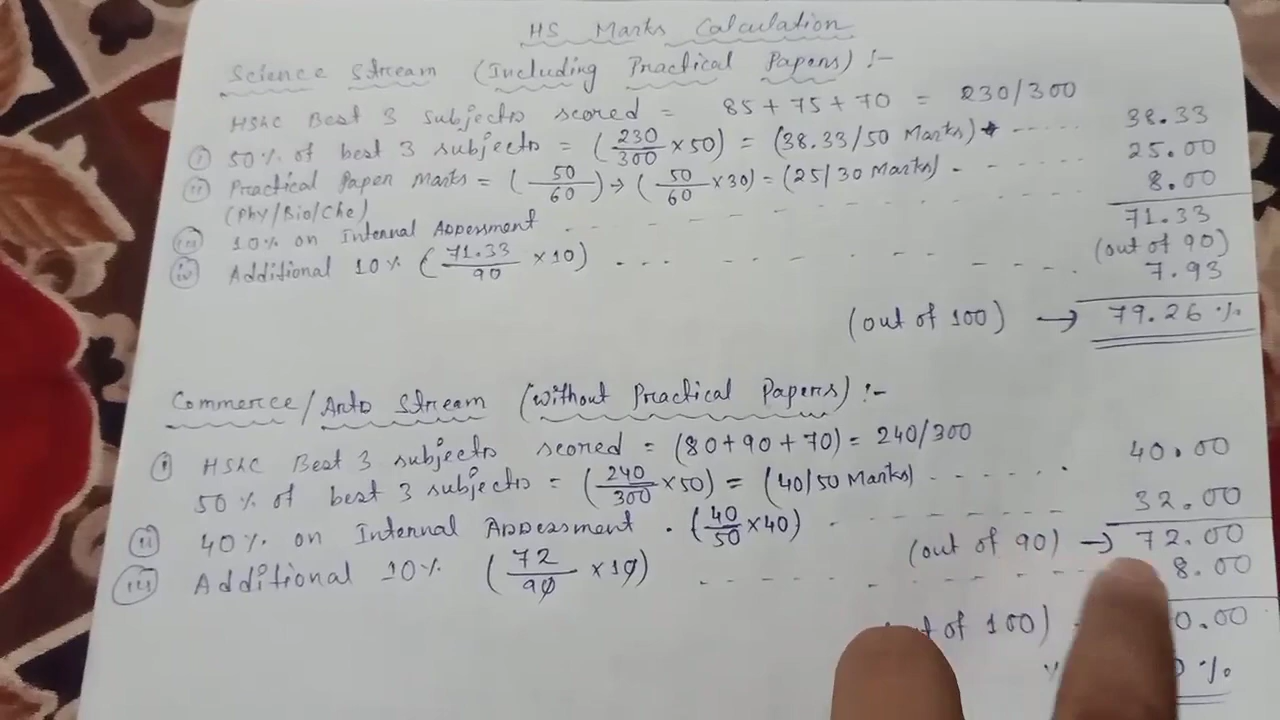 HS Marks Calculation
Science Stream (Including Practical Papers) :-
HSLC Best 3 subjects scored = 85 + 75 + 70 = 230/300
(i) 50% of best 3 subjects = (230/300 × 50) = (38.33/50 Marks) ..... 38.33
(ii) Practical Paper Marks = (50/60) → (50/60 × 30) = (25/30 Marks) . - ..... 25.00
(Phy/Bio/Che)
(iii) 10% on Internal Assessment ..... 8.00
71.33
(out of 90)
(iv) Additional 10% (71.33/90 × 10) ..... 7.93
(out of 100) → 79.26 %
Commerce/Arts Stream (Without Practical Papers) :-
(i) HSLC Best 3 subjects scored = (80 + 90 + 70) = 240/300
50% of best 3 subjects = (240/300 × 50) = (40/50 Marks) ..... 40.00
(ii) 40% on Internal Assessment . (40/50 × 40) ..... 32.00
(out of 90) → 72.00
(iii) Additional 10% (72/90 × 10) ..... 8.00
of 100) 0.00
%